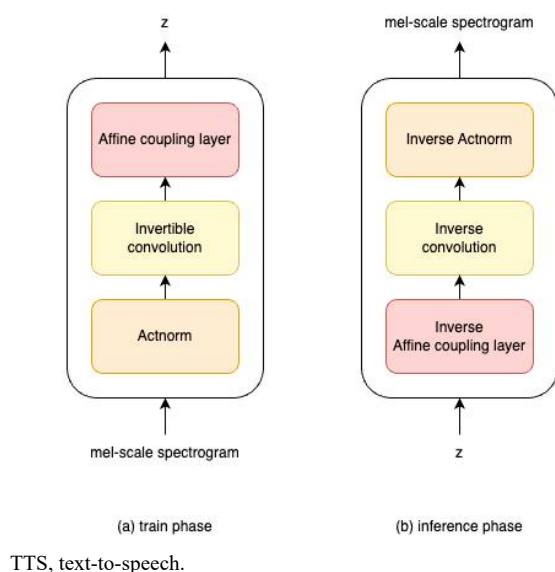 z
Affine coupling layer
Invertible
convolution
Actnorm
mel-scale spectrogram
(a) train phase
mel-scale spectrogram
Inverse Actnorm
Inverse
convolution
Inverse
Affine coupling layer
z
(b) inference phase
TTS, text-to-speech.